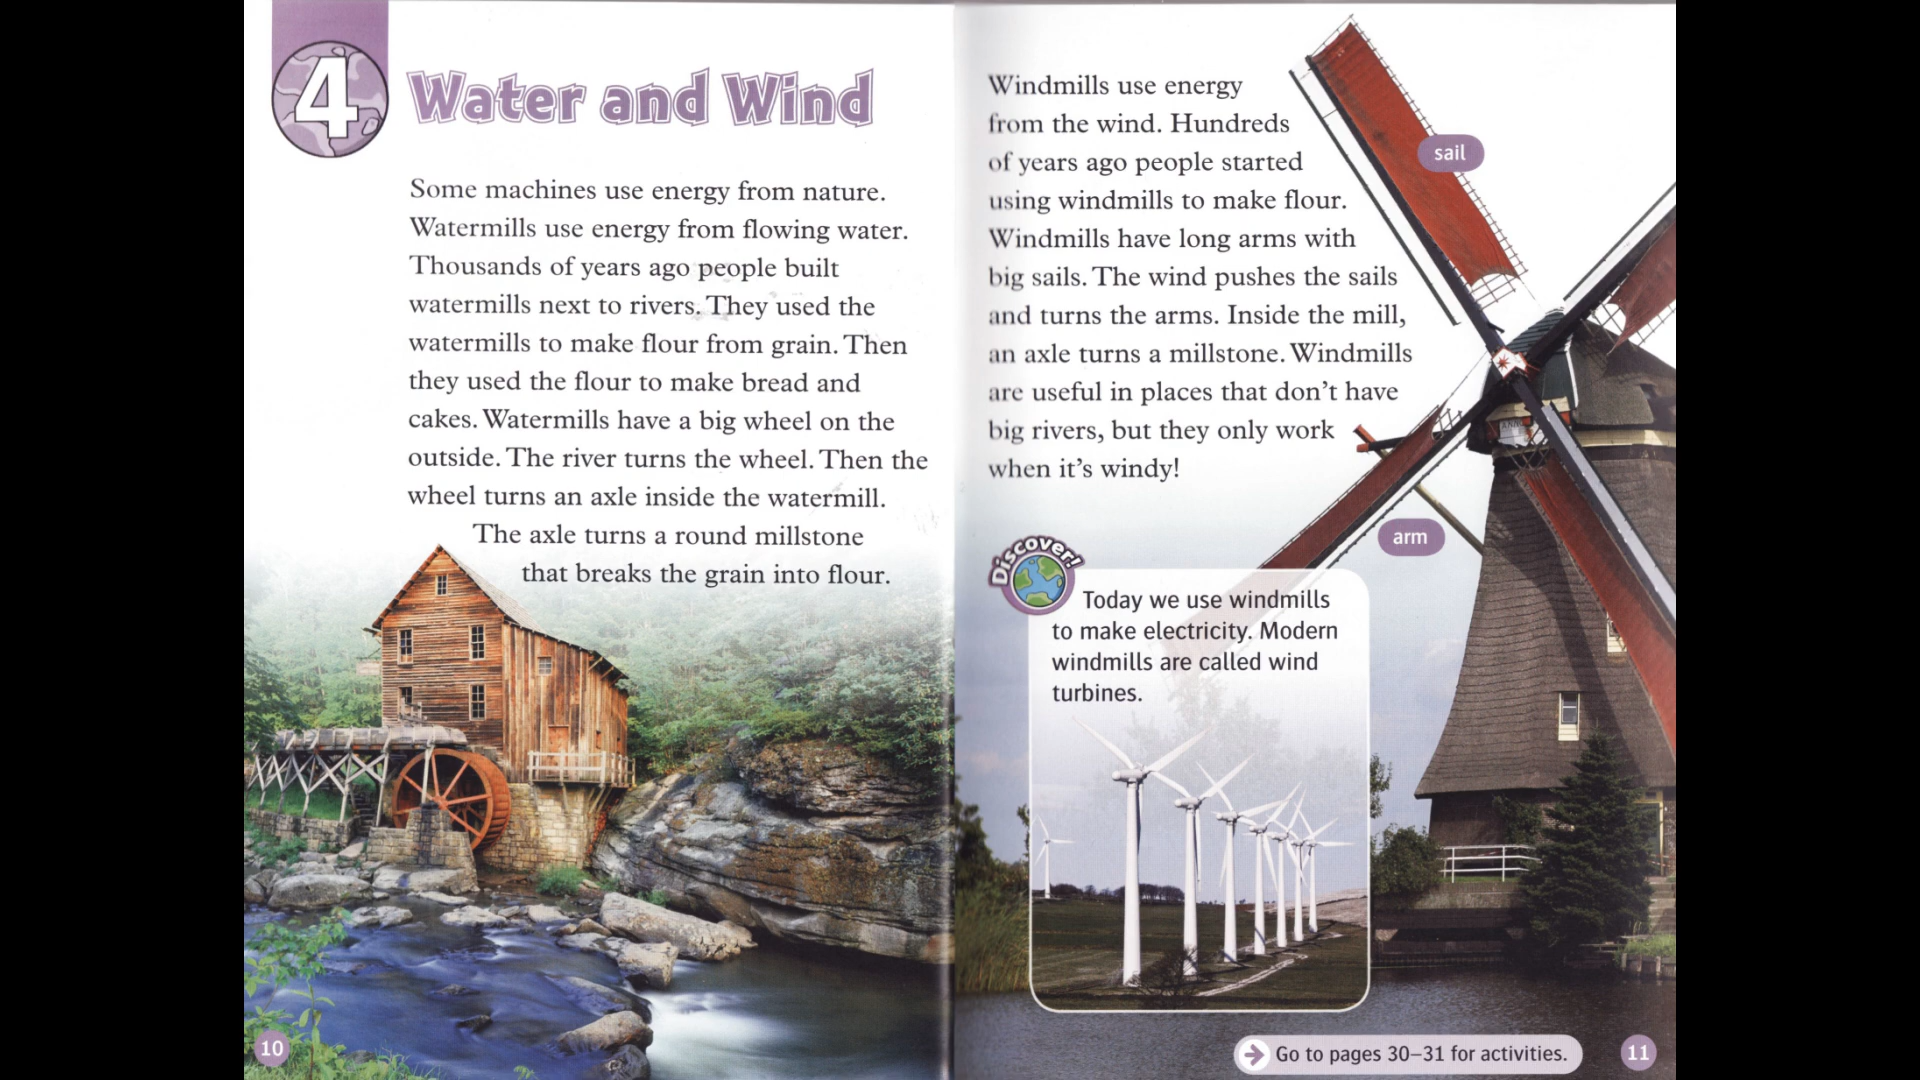 4
Water and Wind
Some machines use energy from nature.
Watermills use energy from flowing water.
Thousands of years ago people built
watermills next to rivers. They used the
watermills to make flour from grain. Then
they used the flour to make bread and
cakes. Watermills have a big wheel on the
outside. The river turns the wheel. Then the
wheel turns an axle inside the watermill.
The axle turns a round millstone
that breaks the grain into flour.
10
Windmills use energy
from the wind. Hundreds
of years ago people started
using windmills to make flour.
Windmills have long arms with
big sails. The wind pushes the sails
and turns the arms. Inside the mill,
an axle turns a millstone. Windmills
are useful in places that don't have
big rivers, but they only work
when it's windy!
sail
arm
Discover!
Today we use windmills
to make electricity. Modern
windmills are called wind
turbines.
Go to pages 30–31 for activities.
11